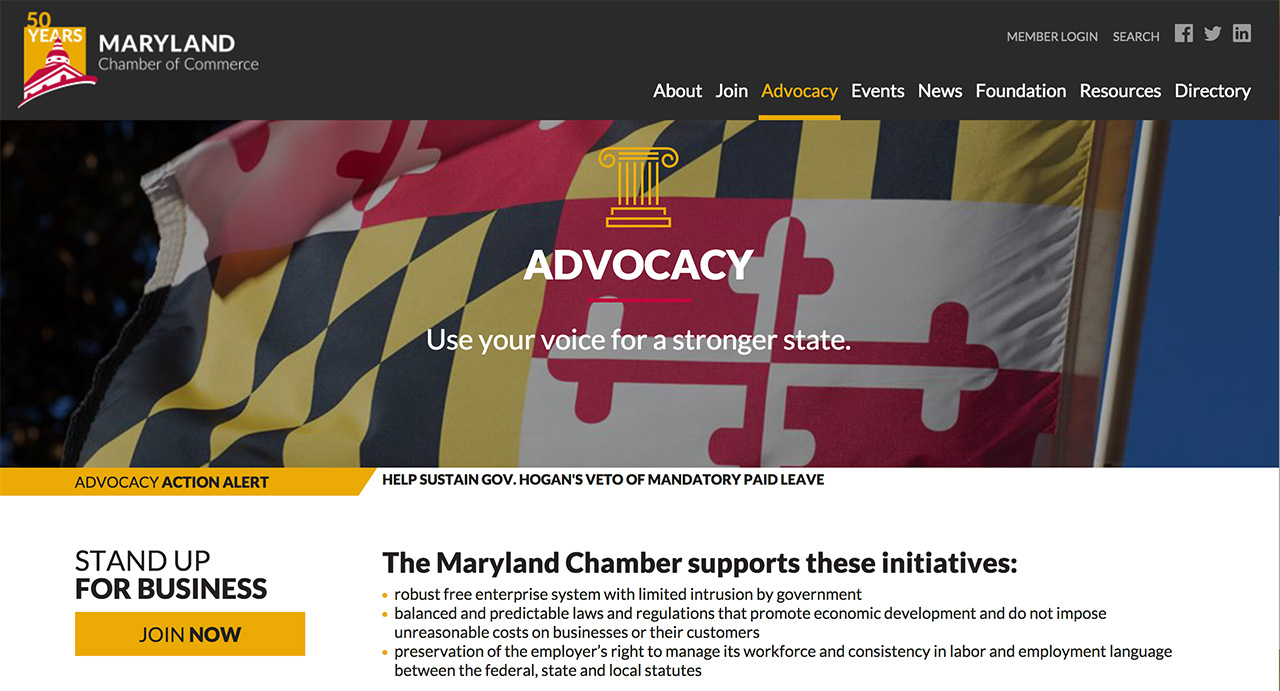 50
YEARS
MARYLAND
Chamber of Commerce
MEMBER LOGIN SEARCH
About Join Advocacy Events News Foundation Resources Directory
ADVOCACY
Use your voice for a stronger state.
ADVOCACY ACTION ALERT
HELP SUSTAIN GOV. HOGAN'S VETO OF MANDATORY PAID LEAVE
STAND UP
FOR BUSINESS
JOIN NOW
The Maryland Chamber supports these initiatives:
• robust free enterprise system with limited intrusion by government
• balanced and predictable laws and regulations that promote economic development and do not impose
unreasonable costs on businesses or their customers
• preservation of the employer’s right to manage its workforce and consistency in labor and employment language
between the federal, state and local statutes